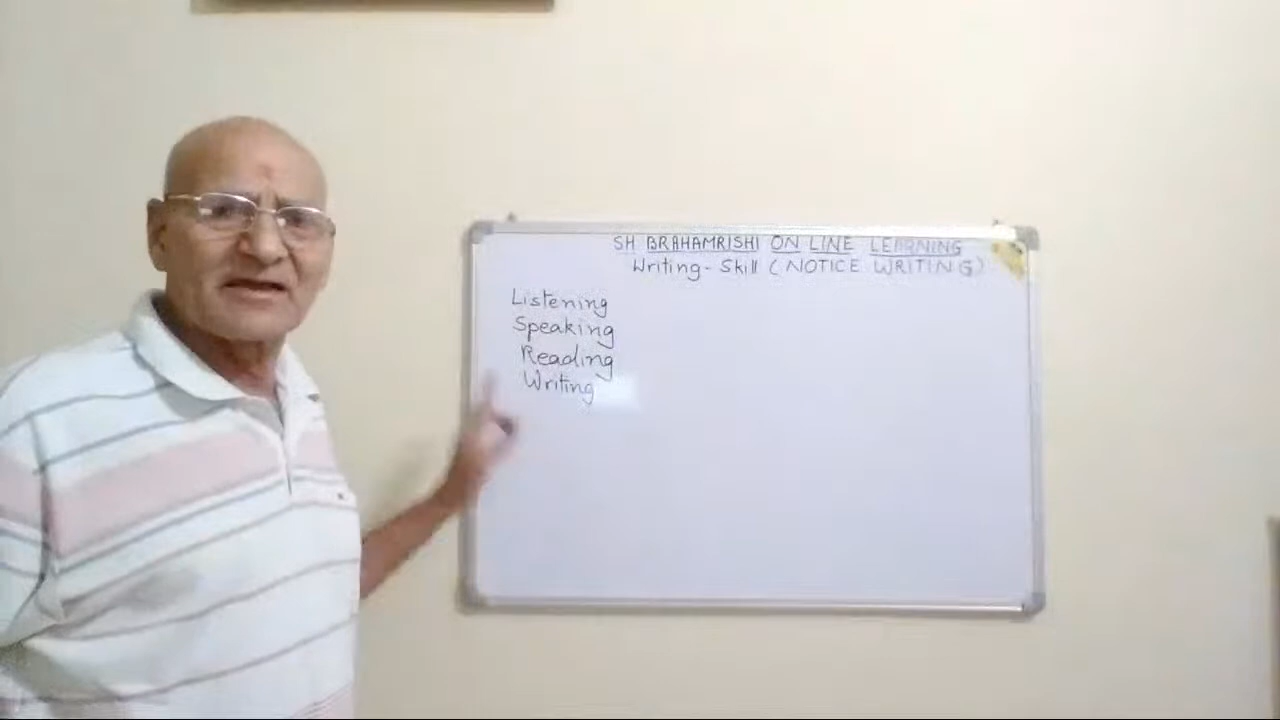 SH BRAHAMRISHI ON LINE LEARNING
Writing-Skill (NOTICE WRITING)
Listening
Speaking
Reading
Writing